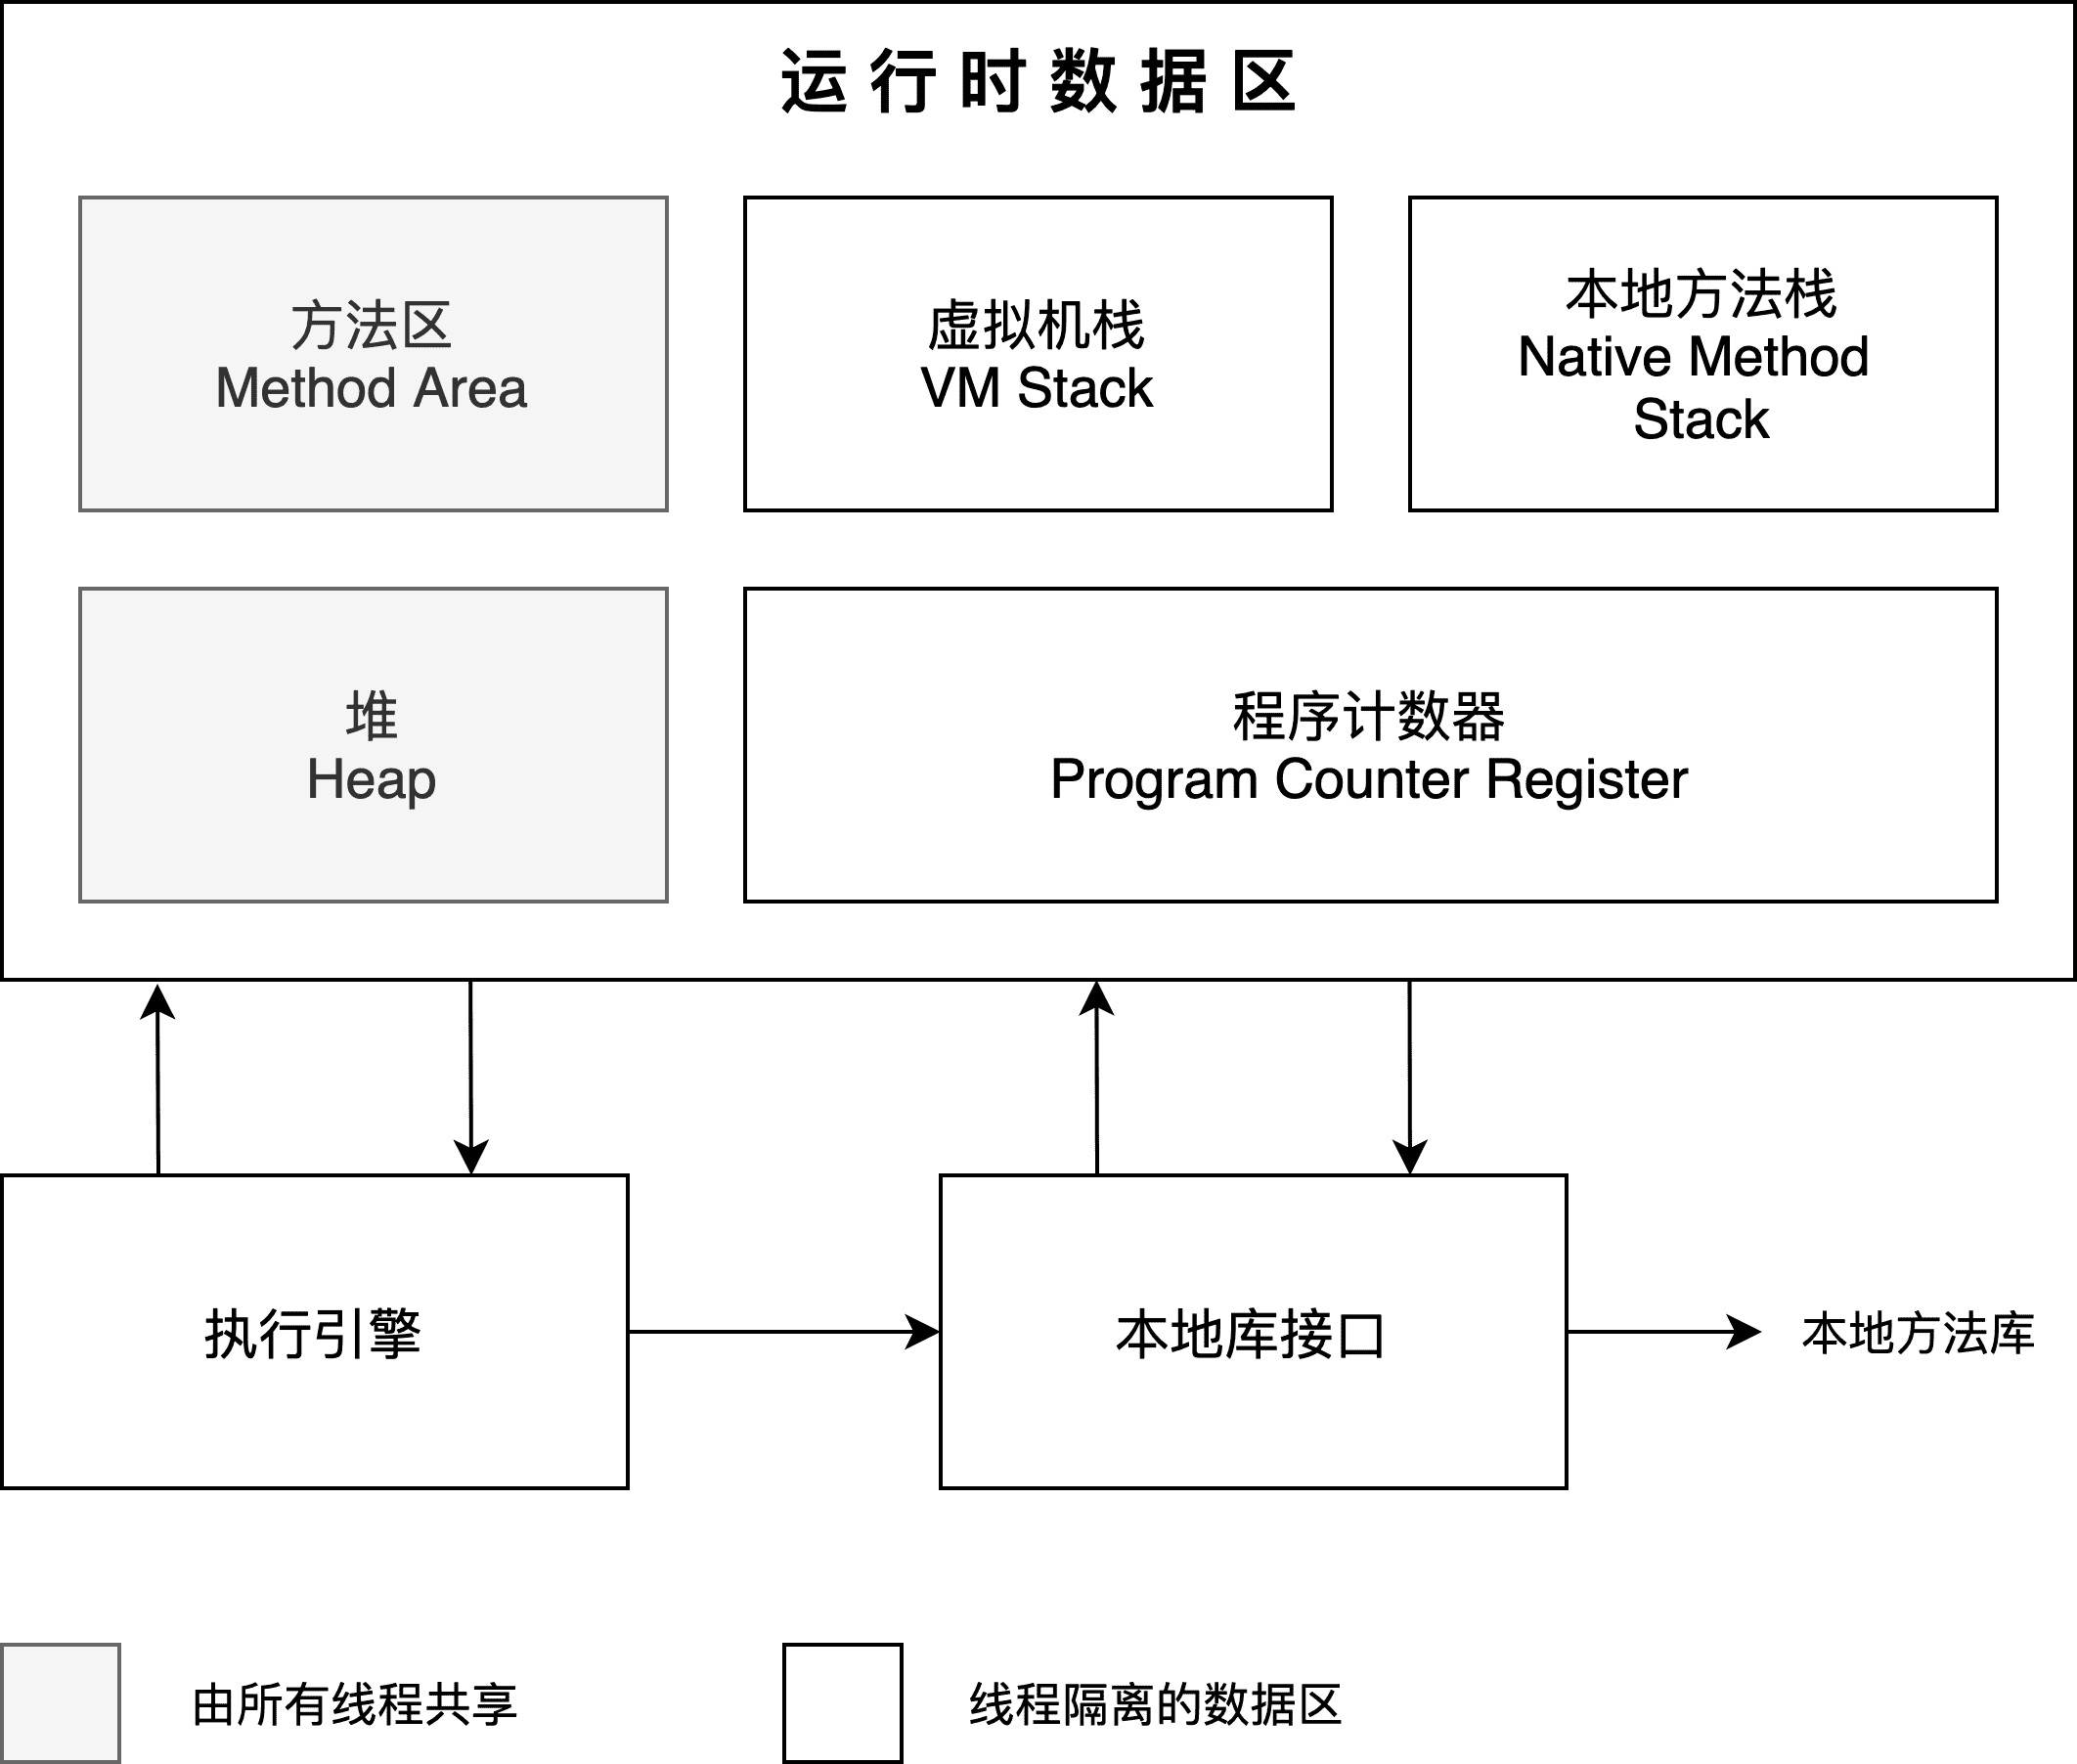 运行时数据区
方法区
Method Area
虚拟机栈
VM Stack
本地方法栈
Native Method
Stack
堆
Heap
程序计数器
Program Counter Register
执行引擎
本地库接口
本地方法库
由所有线程共享
线程隔离的数据区